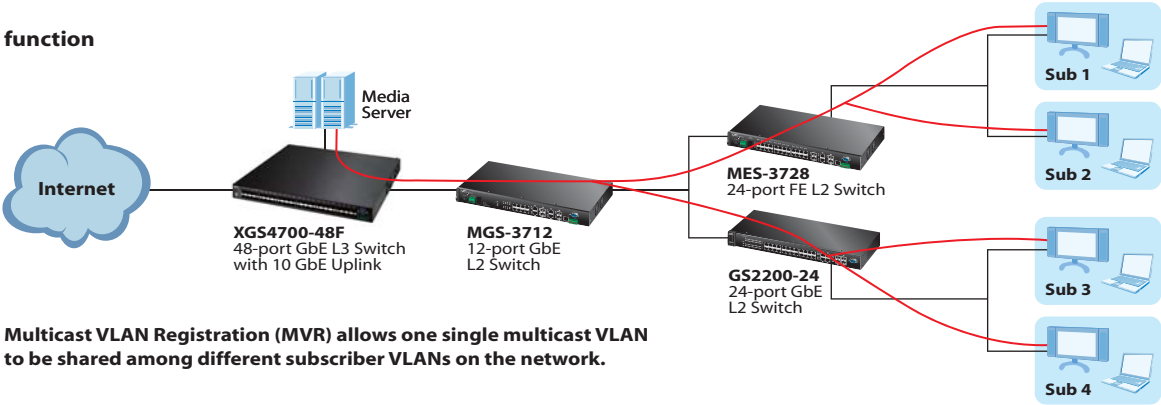 function
Media
Server
Internet
XGS4700-48F
48-port GbE L3 Switch
with 10 GbE Uplink
MGS-3712
12-port GbE
L2 Switch
MES-3728
24-port FE L2 Switch
GS2200-24
24-port GbE
L2 Switch
Sub 1
Sub 2
Sub 3
Sub 4
Multicast VLAN Registration (MVR) allows one single multicast VLAN
to be shared among different subscriber VLANs on the network.